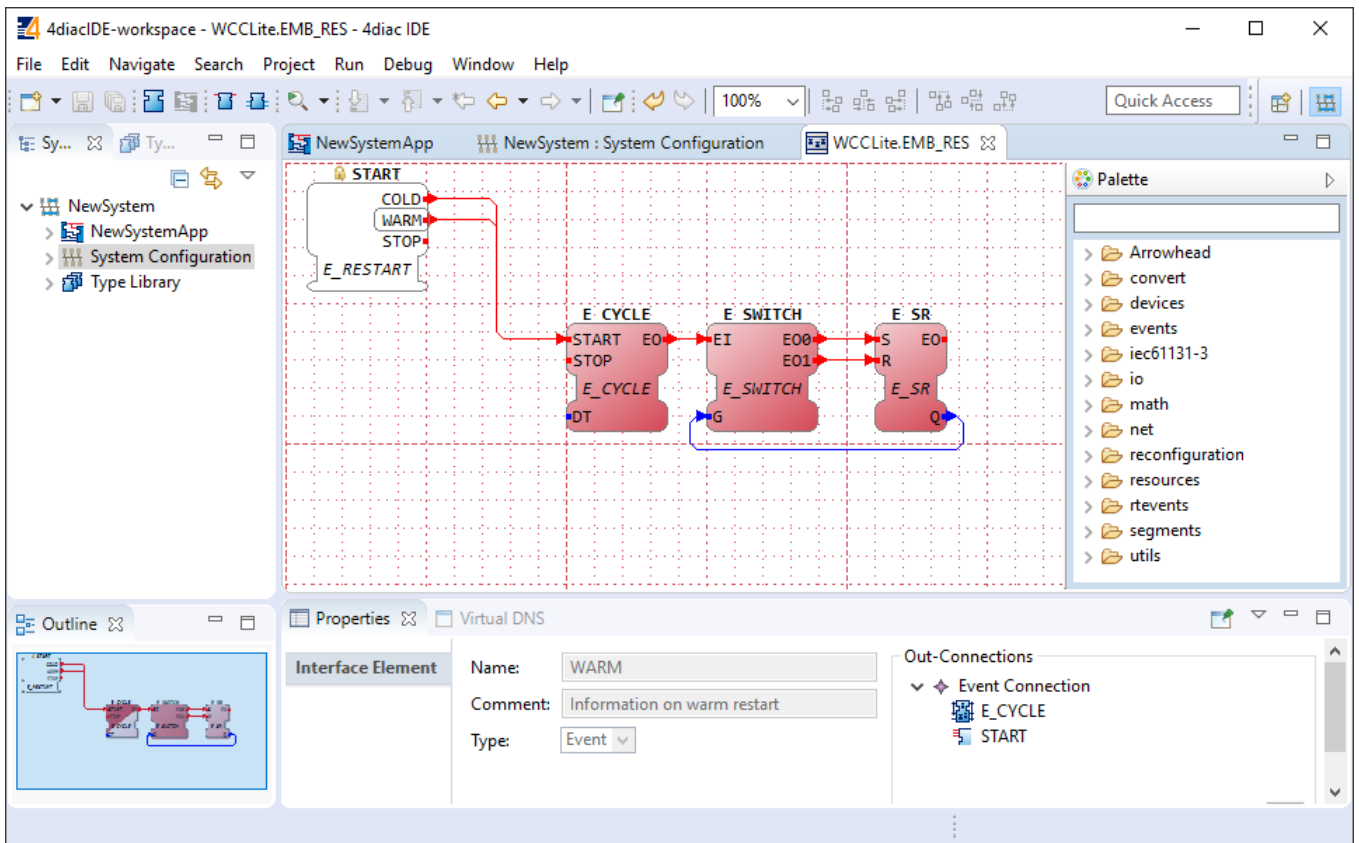 4diacIDE-workspace - WCCLite.EMB_RES - 4diac IDE
File Edit Navigate Search Project Run Debug Window Help
100%
Quick Access
Sy... Ty...
NewSystemApp NewSystem : System Configuration WCCLite.EMB_RES
NewSystem
NewSystemApp
System Configuration
Type Library
START
COLD
WARM
STOP
E_RESTART
E_CYCLE
START EO
STOP
E_CYCLE
DT
E_SWITCH
EI EO0
EO1
E_SWITCH
G
E_SR
S EO
R
E_SR
Q
Palette
Arrowhead
convert
devices
events
iec61131-3
io
math
net
reconfiguration
resources
rtevents
segments
utils
Outline
Properties Virtual DNS
Interface Element
Name: WARM
Comment: Information on warm restart
Type: Event
Out-Connections
Event Connection
E_CYCLE
START